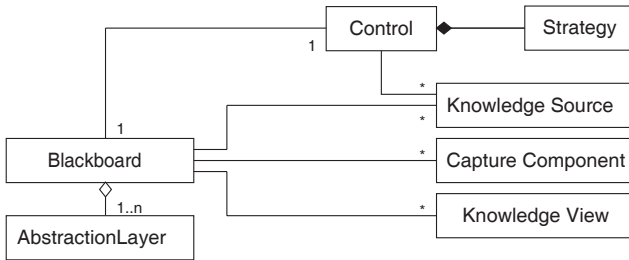 Control
Strategy
1
*
Knowledge Source
*
1
Blackboard
*
Capture Component
1..n
*
Knowledge View
AbstractionLayer